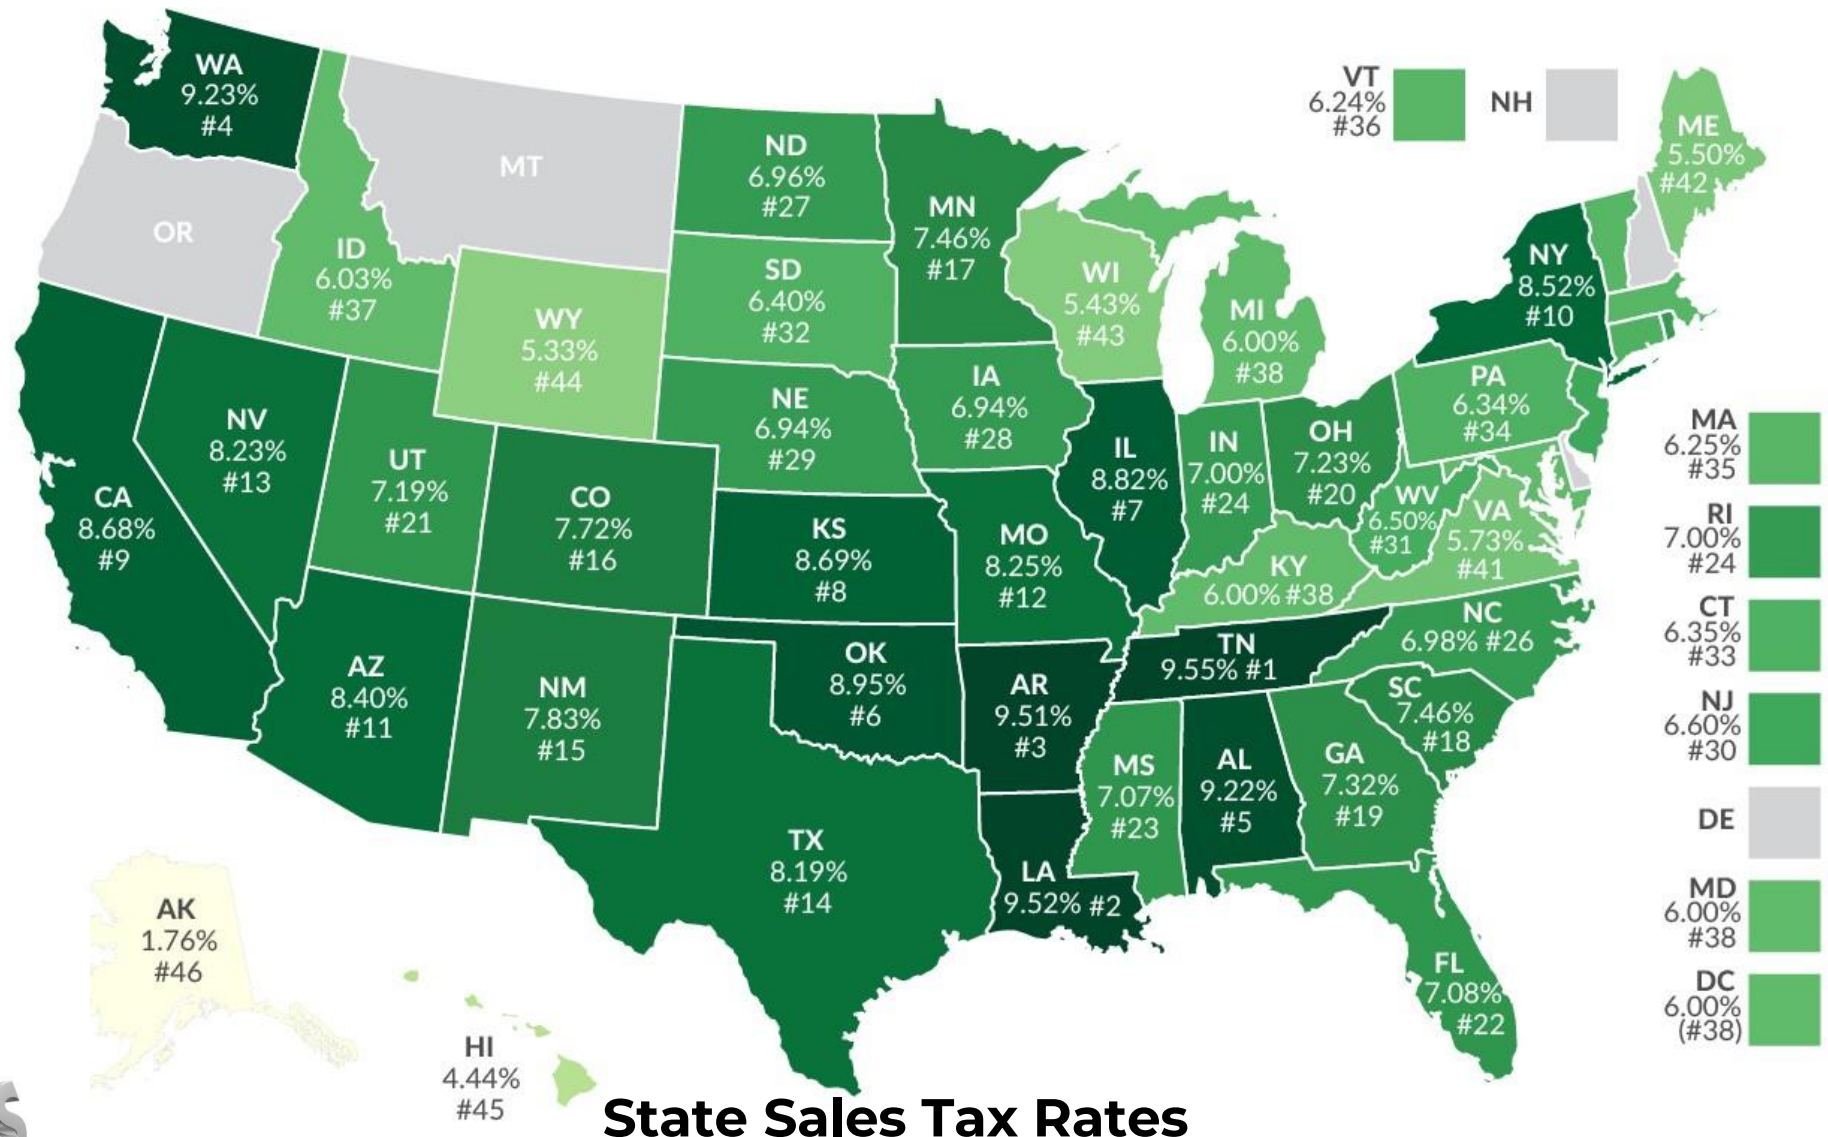 WA
9.23%
#4
OR
MT
ID
6.03%
#37
ND
6.96%
#27
MN
7.46%
#17
VT
6.24%
#36
NH
ME
5.50%
#42
SD
6.40%
#32
WI
5.43%
#43
MI
6.00%
#38
NY
8.52%
#10
WY
5.33%
#44
IA
6.94%
#28
NE
6.94%
#29
PA
6.34%
#34
NV
8.23%
#13
UT
7.19%
#21
CA
8.68%
#9
CO
7.72%
#16
KS
8.69%
#8
MO
8.25%
#12
IL
8.82%
#7
IN
7.00%
#24
OH
7.23%
#20
WV
6.50%
#31
VA
5.73%
#41
KY
6.00% #38
NC
6.98% #26
TN
9.55% #1
AZ
8.40%
#11
NM
7.83%
#15
OK
8.95%
#6
AR
9.51%
#3
SC
7.46%
#18
MS
7.07%
#23
AL
9.22%
#5
GA
7.32%
#19
TX
8.19%
#14
LA
9.52% #2
FL
7.08%
#22
AK
1.76%
#46
HI
4.44%
#45
MA
6.25%
#35
RI
7.00%
#24
CT
6.35%
#33
NJ
6.60%
#30
DE
MD
6.00%
#38
DC
6.00%
(#38)
State Sales Tax Rates